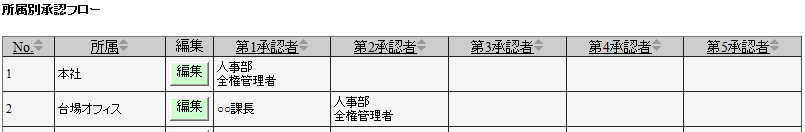 所属別承認フロー
No. 所属 編集 第1承認者 第2承認者 第3承認者 第4承認者 第5承認者
1 本社 編集 人事部
全権管理者
2 台場オフィス 編集 ○○課長 人事部
全権管理者